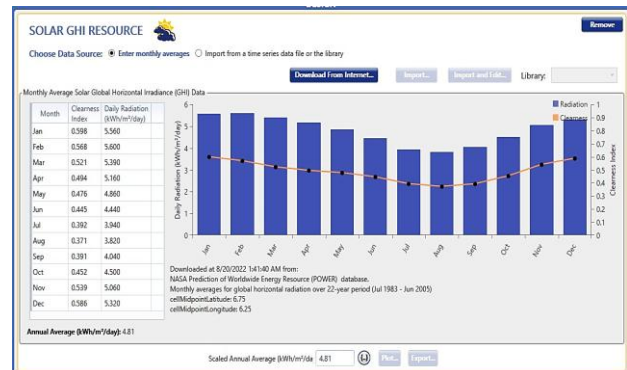 SOLAR GHI RESOURCE
Remove
Choose Data Source: Enter monthly averages Import from a time series data file or the library
Download From Internet... Import... Import and Edit... Library:
Monthly Average Solar Global Horizontal Irradiance (GHI) Data
Month Clearness Index Daily Radiation (kWh/m²/day)
Jan 0.598 5.560
Feb 0.568 5.600
Mar 0.521 5.390
Apr 0.494 5.160
May 0.476 4.860
Jun 0.445 4.440
Jul 0.392 3.940
Aug 0.371 3.820
Sep 0.391 4.040
Oct 0.452 4.500
Nov 0.539 5.060
Dec 0.586 5.320
Daily Radiation (kWh/m²/day)
6
5
4
3
2
1
0
Radiation
Clearness
1
0.9
0.8
0.7
0.6
0.5
0.4
0.3
0.2
0.1
0
Clearness Index
Jan Feb Mar Apr May Jun Jul Aug Sep Oct Nov Dec
Downloaded at 8/20/2022 1:41:40 AM from:
NASA Prediction of Worldwide Energy Resource (POWER) database.
Monthly averages for global horizontal radiation over 22-year period (Jul 1983 - Jun 2005)
cellMidpointLatitude: 6.75
cellMidpointLongitude: 6.25
Annual Average (kWh/m²/day): 4.81
Scaled Annual Average (kWh/m²/da 4.81 Plot... Export...